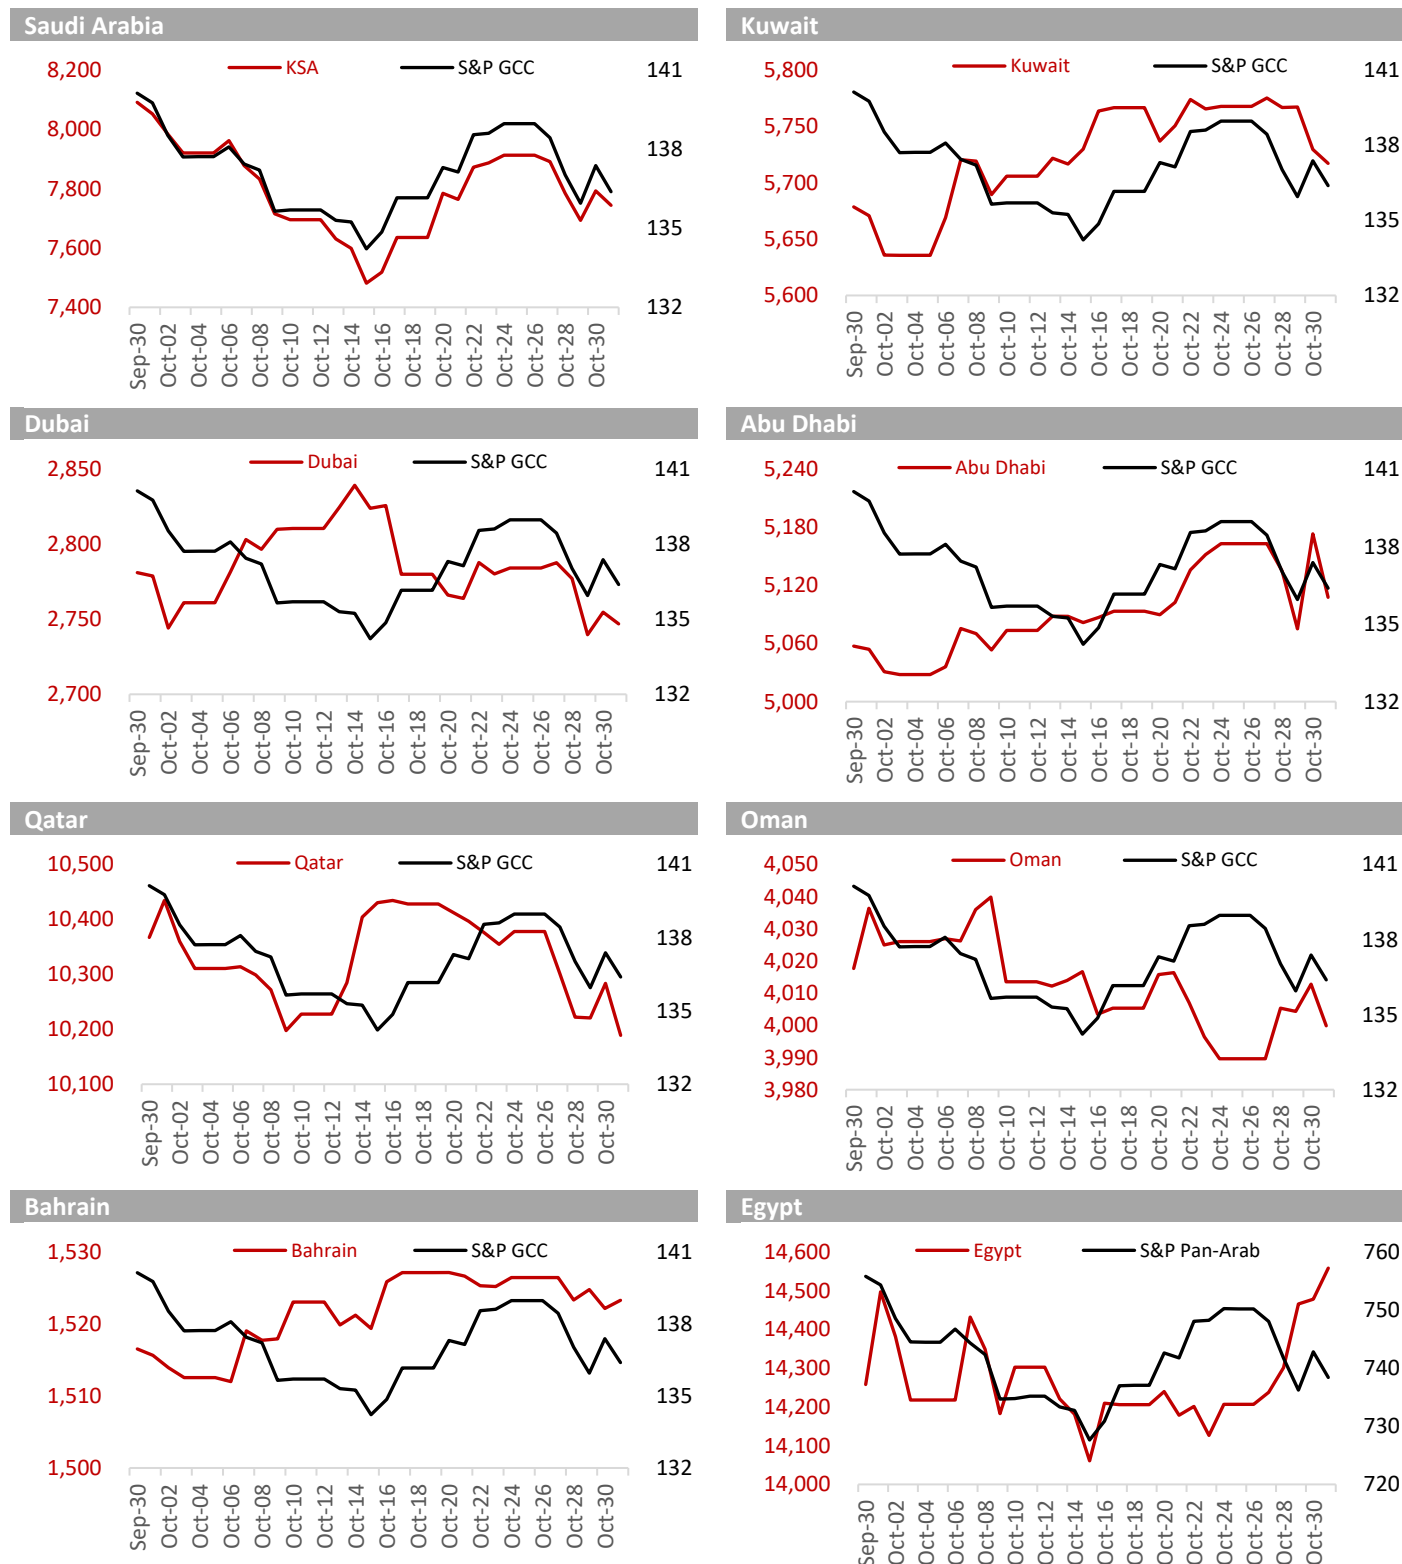 Saudi Arabia
KSA
S&P GCC
8,200
8,000
7,800
7,600
7,400
141
138
135
132
Sep-30
Oct-02
Oct-04
Oct-06
Oct-08
Oct-10
Oct-12
Oct-14
Oct-16
Oct-18
Oct-20
Oct-22
Oct-24
Oct-26
Oct-28
Oct-30
Kuwait
Kuwait
S&P GCC
5,800
5,750
5,700
5,650
5,600
141
138
135
132
Sep-30
Oct-02
Oct-04
Oct-06
Oct-08
Oct-10
Oct-12
Oct-14
Oct-16
Oct-18
Oct-20
Oct-22
Oct-24
Oct-26
Oct-28
Oct-30
Dubai
Dubai
S&P GCC
2,850
2,800
2,750
2,700
141
138
135
132
Sep-30
Oct-02
Oct-04
Oct-06
Oct-08
Oct-10
Oct-12
Oct-14
Oct-16
Oct-18
Oct-20
Oct-22
Oct-24
Oct-26
Oct-28
Oct-30
Abu Dhabi
Abu Dhabi
S&P GCC
5,240
5,180
5,120
5,060
5,000
141
138
135
132
Sep-30
Oct-02
Oct-04
Oct-06
Oct-08
Oct-10
Oct-12
Oct-14
Oct-16
Oct-18
Oct-20
Oct-22
Oct-24
Oct-26
Oct-28
Oct-30
Qatar
Qatar
S&P GCC
10,500
10,400
10,300
10,200
10,100
141
138
135
132
Sep-30
Oct-02
Oct-04
Oct-06
Oct-08
Oct-10
Oct-12
Oct-14
Oct-16
Oct-18
Oct-20
Oct-22
Oct-24
Oct-26
Oct-28
Oct-30
Oman
Oman
S&P GCC
4,050
4,040
4,030
4,020
4,010
4,000
3,990
3,980
141
138
135
132
Sep-30
Oct-02
Oct-04
Oct-06
Oct-08
Oct-10
Oct-12
Oct-14
Oct-16
Oct-18
Oct-20
Oct-22
Oct-24
Oct-26
Oct-28
Oct-30
Bahrain
Bahrain
S&P GCC
1,530
1,520
1,510
1,500
141
138
135
132
Sep-30
Oct-02
Oct-04
Oct-06
Oct-08
Oct-10
Oct-12
Oct-14
Oct-16
Oct-18
Oct-20
Oct-22
Oct-24
Oct-26
Oct-28
Oct-30
Egypt
Egypt
S&P Pan-Arab
14,600
14,500
14,400
14,300
14,200
14,100
14,000
760
750
740
730
720
Sep-30
Oct-02
Oct-04
Oct-06
Oct-08
Oct-10
Oct-12
Oct-14
Oct-16
Oct-18
Oct-20
Oct-22
Oct-24
Oct-26
Oct-28
Oct-30